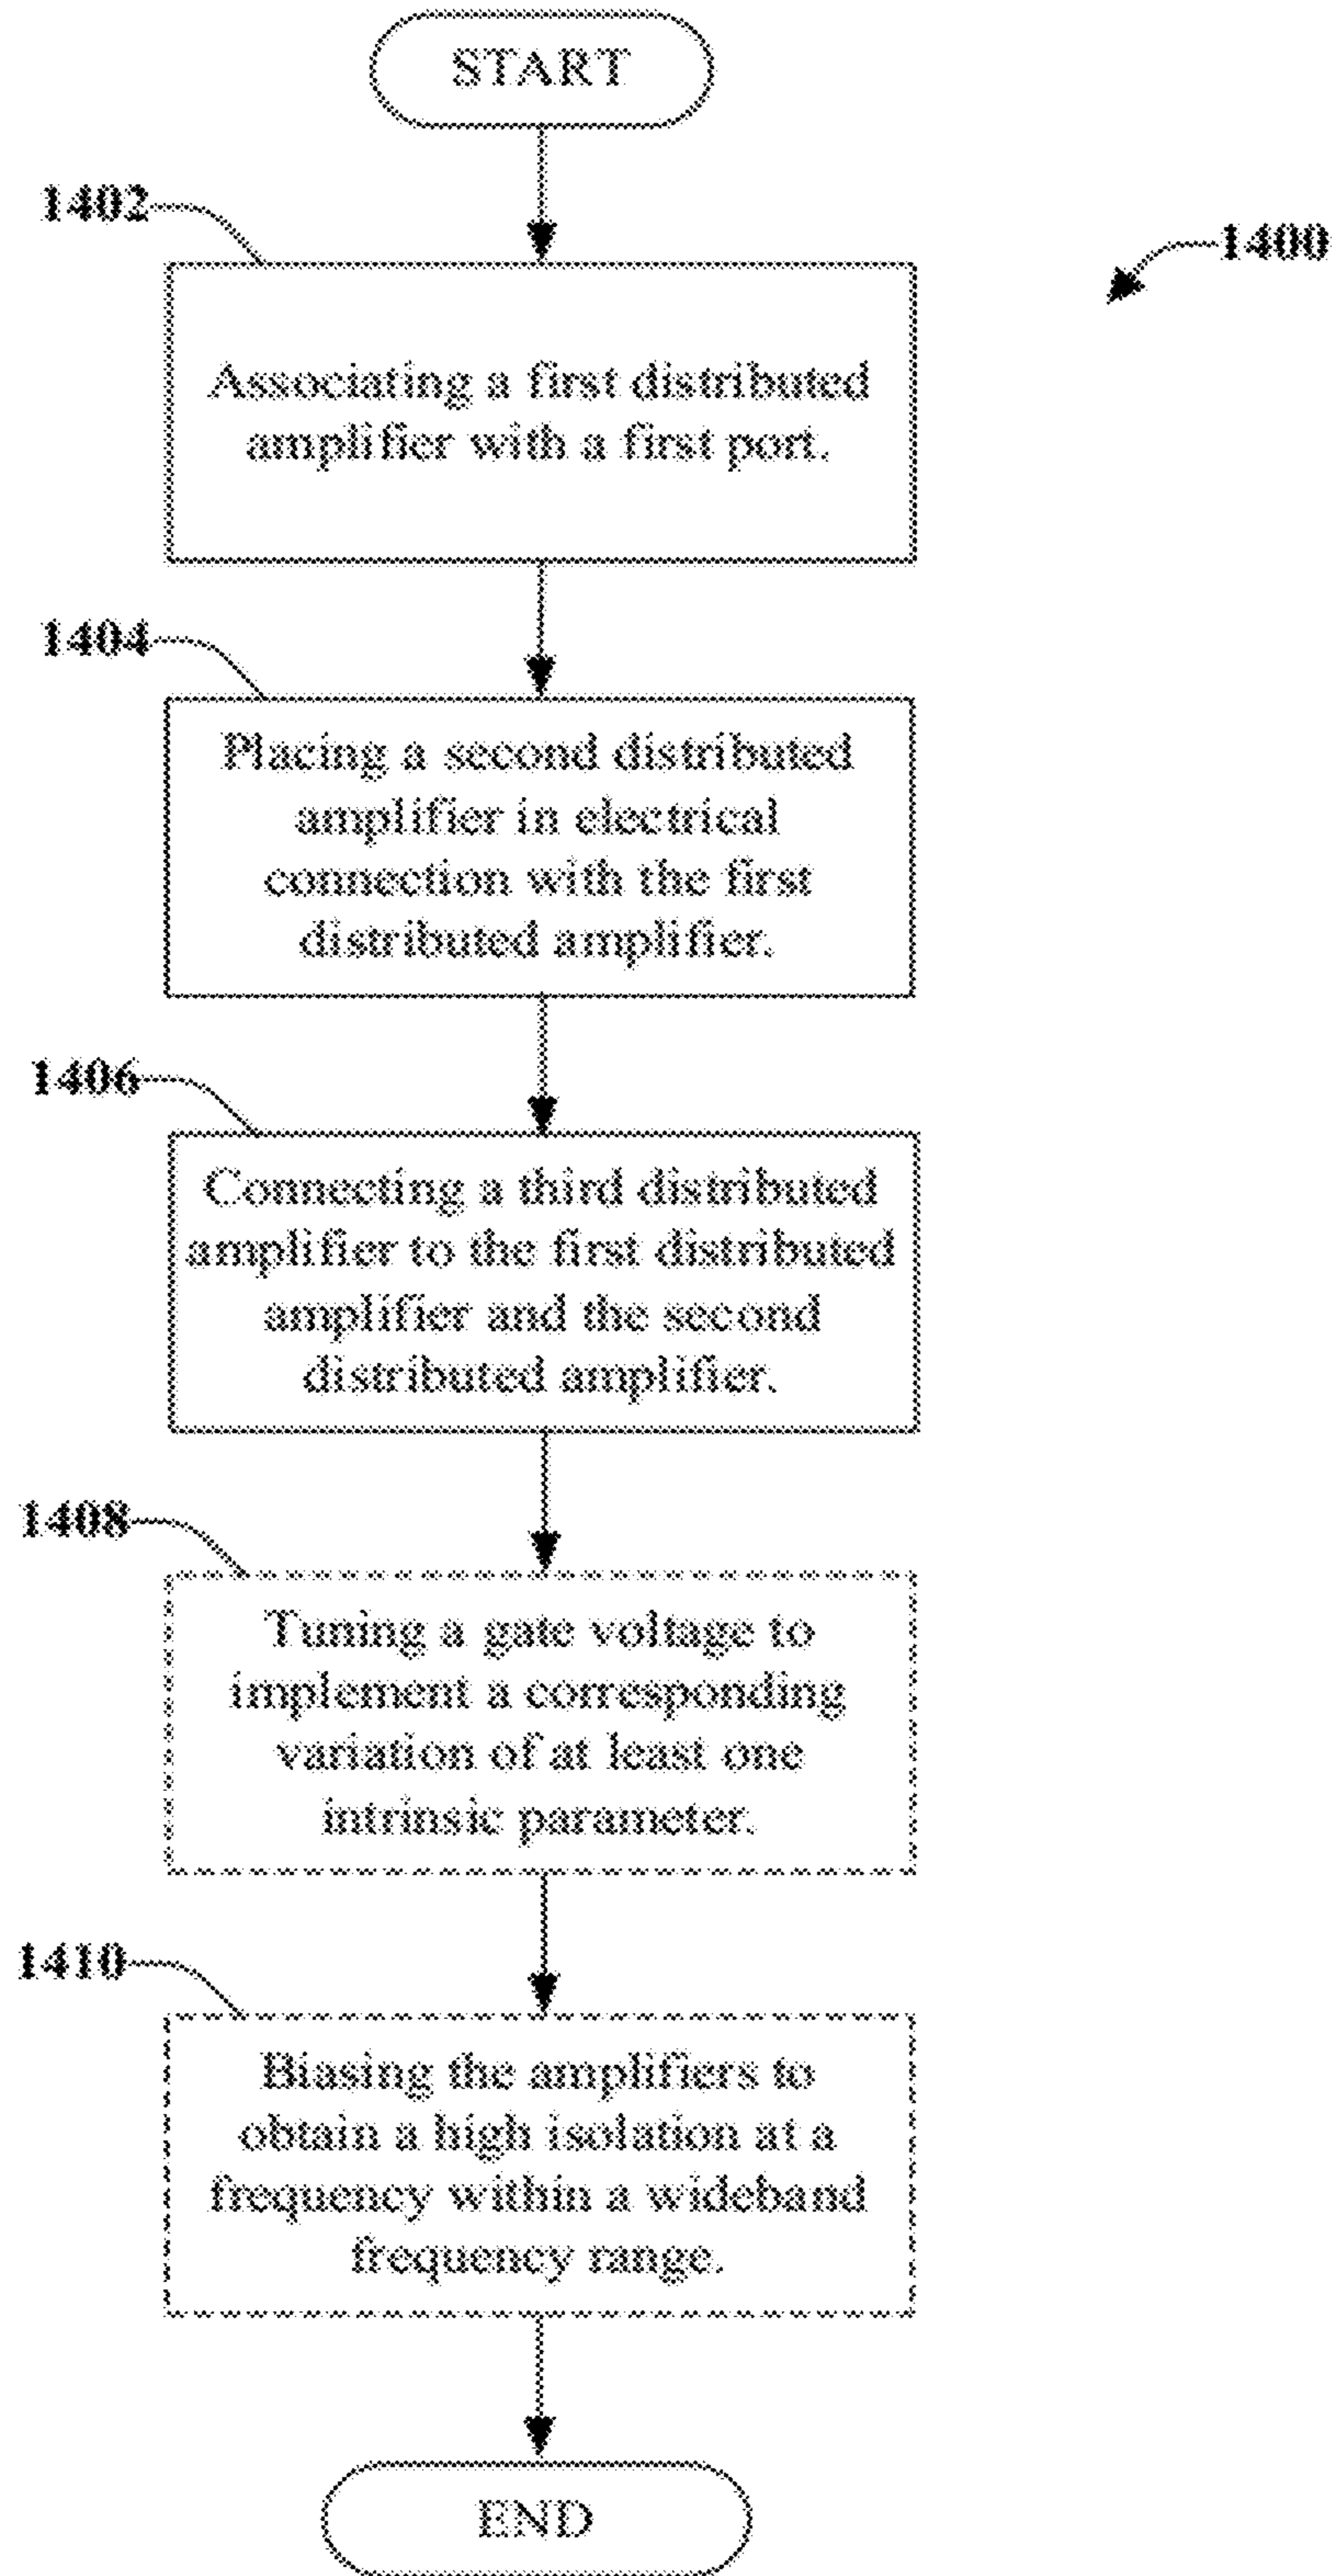 START
1402
1400
Associating a first distributed
amplifier with a first port.
1404
Placing a second distributed
amplifier in electrical
connection with the first
distributed amplifier.
1406
Connecting a third distributed
amplifier to the first distributed
amplifier and the second
distributed amplifier.
1408
Tuning a gate voltage to
implement a corresponding
variation of at least one
intrinsic parameter.
1410
Biasing the amplifiers to
obtain a high isolation at a
frequency within a wideband
frequency range.
END